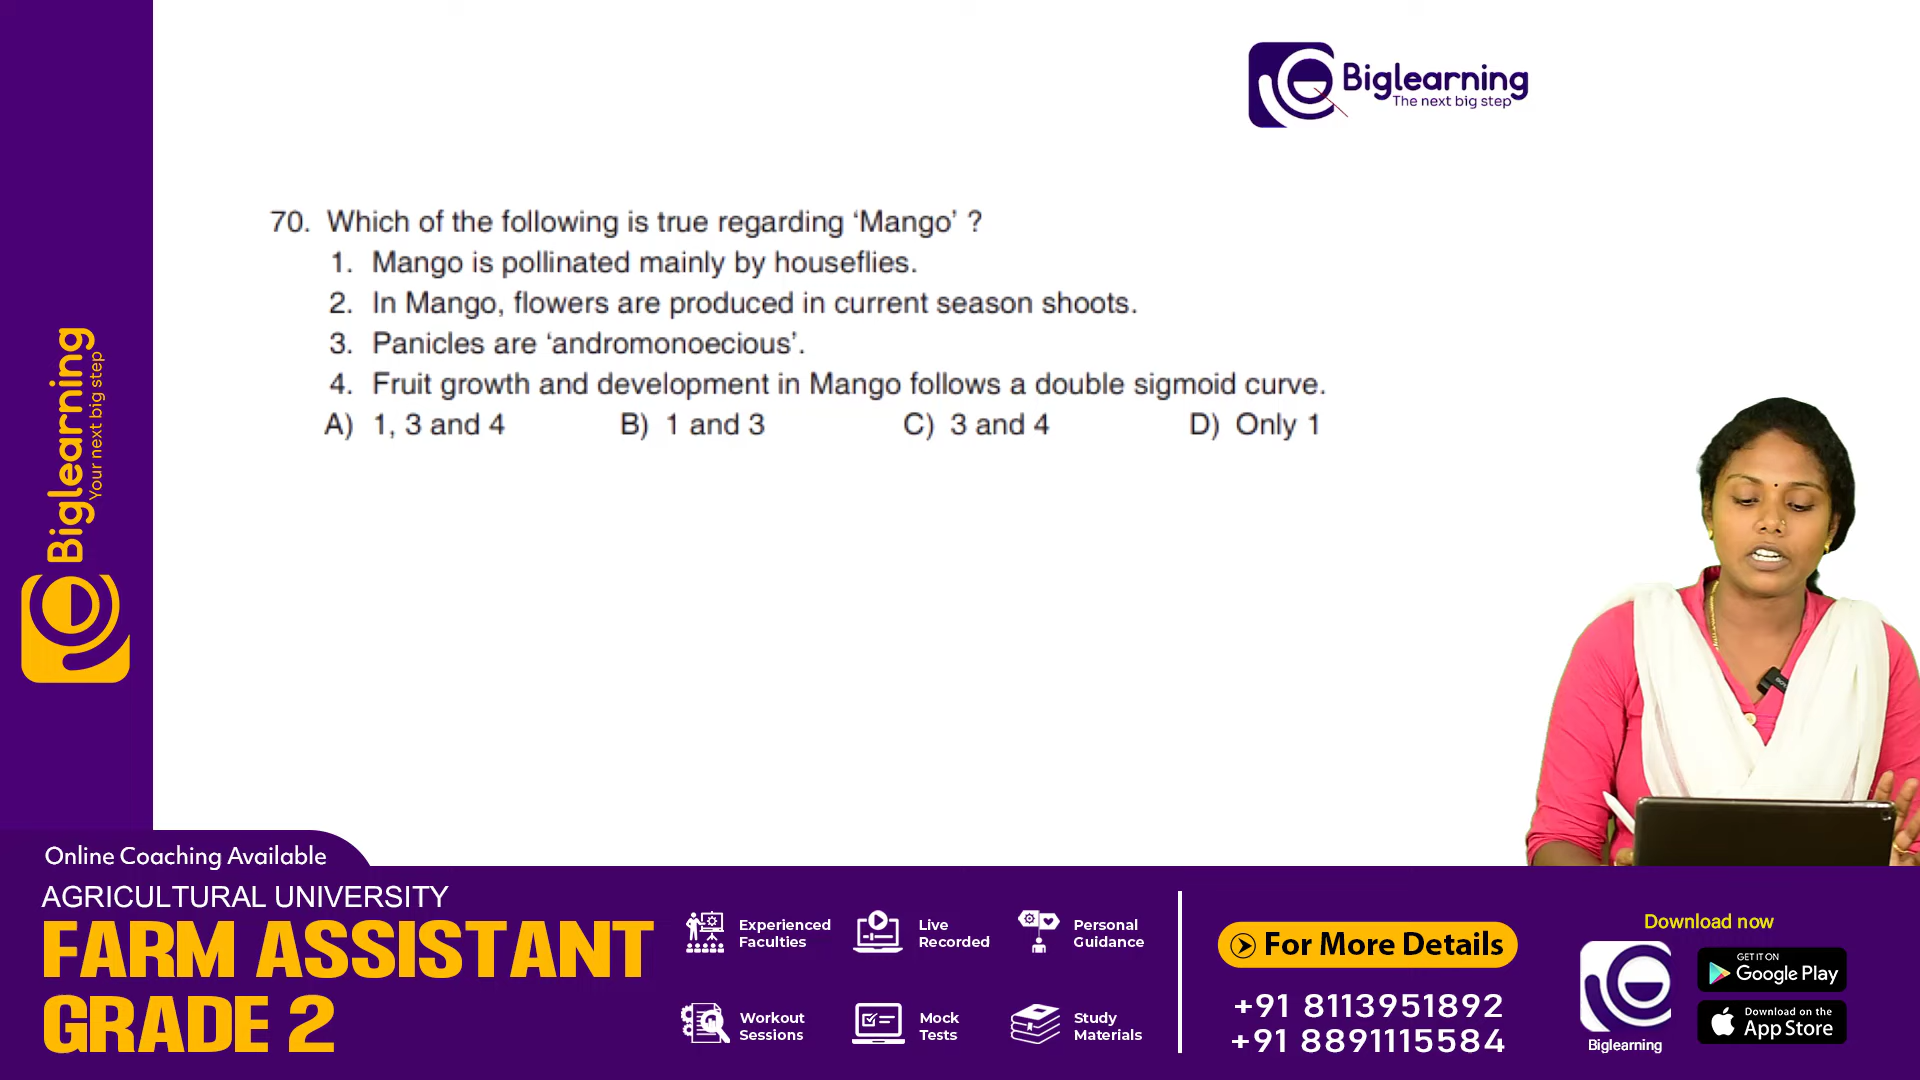 Biglearning
The next big step
70. Which of the following is true regarding ‘Mango’ ?
1. Mango is pollinated mainly by houseflies.
2. In Mango, flowers are produced in current season shoots.
3. Panicles are ‘andromonoecious’.
4. Fruit growth and development in Mango follows a double sigmoid curve.
A) 1, 3 and 4 B) 1 and 3 C) 3 and 4 D) Only 1
Biglearning
Your next big step
Online Coaching Available
AGRICULTURAL UNIVERSITY
FARM ASSISTANT
GRADE 2
Experienced
Faculties
Live
Recorded
Personal
Guidance
Workout
Sessions
Mock
Tests
Study
Materials
For More Details
+91 8113951892
+91 8891115584
Download now
Biglearning
GET IT ON
Google Play
Download on the
App Store